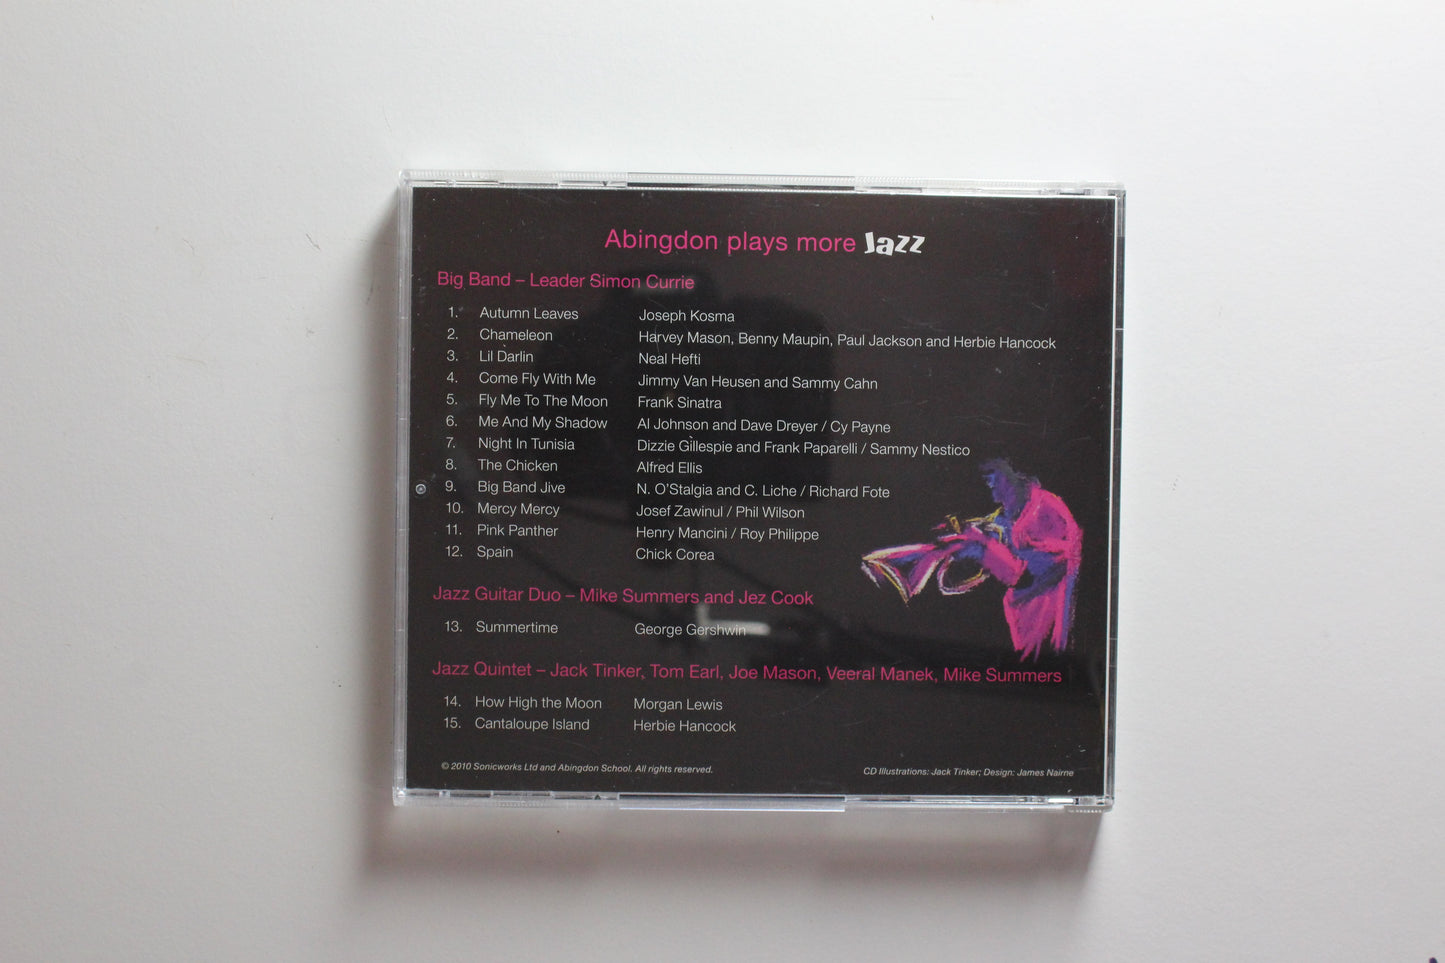 Abingdon plays more Jazz
Big Band – Leader Simon Currie
1. Autumn Leaves Joseph Kosma
2. Chameleon Harvey Mason, Benny Maupin, Paul Jackson and Herbie Hancock
3. Lil Darlin Neal Hefti
4. Come Fly With Me Jimmy Van Heusen and Sammy Cahn
5. Fly Me To The Moon Frank Sinatra
6. Me And My Shadow Al Johnson and Dave Dreyer / Cy Payne
7. Night In Tunisia Dizzie Gillespie and Frank Paparelli / Sammy Nestico
8. The Chicken Alfred Ellis
9. Big Band Jive N. O'Stalgia and C. Liche / Richard Fote
10. Mercy Mercy Josef Zawinul / Phil Wilson
11. Pink Panther Henry Mancini / Roy Philippe
12. Spain Chick Corea
Jazz Guitar Duo – Mike Summers and Jez Cook
13. Summertime George Gershwin
Jazz Quintet – Jack Tinker, Tom Earl, Joe Mason, Veeral Manek, Mike Summers
14. How High the Moon Morgan Lewis
15. Cantaloupe Island Herbie Hancock
© 2010 Sonicworks Ltd and Abingdon School. All rights reserved.
CD Illustrations: Jack Tinker; Design: James Nairne